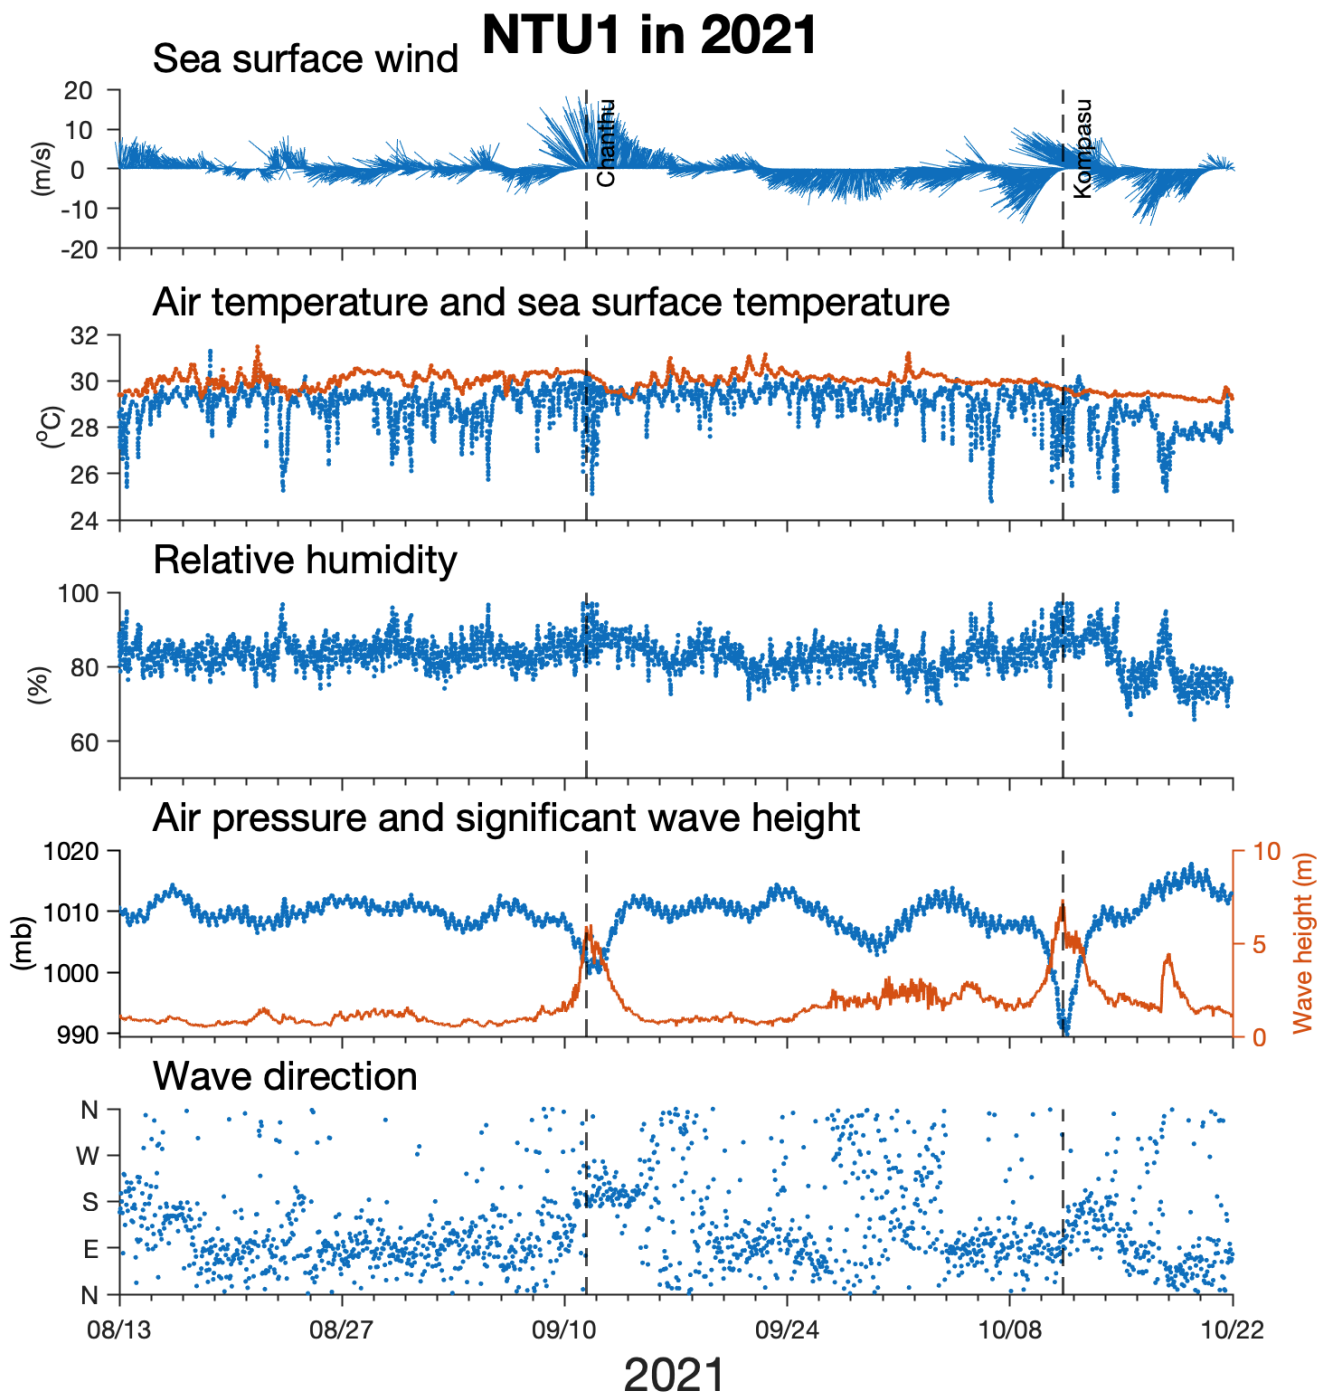 NTU1 in 2021
Sea surface wind
20
10
0
-10
-20
(m/s)
Chanthu
Kompasu
Air temperature and sea surface temperature
32
30
28
26
24
(°C)
Relative humidity
100
80
60
(%)
Air pressure and significant wave height
1020
1010
1000
990
(mb)
10
5
0
Wave height (m)
Wave direction
N
W
S
E
N
08/13 08/27 09/10 09/24 10/08 10/22
2021